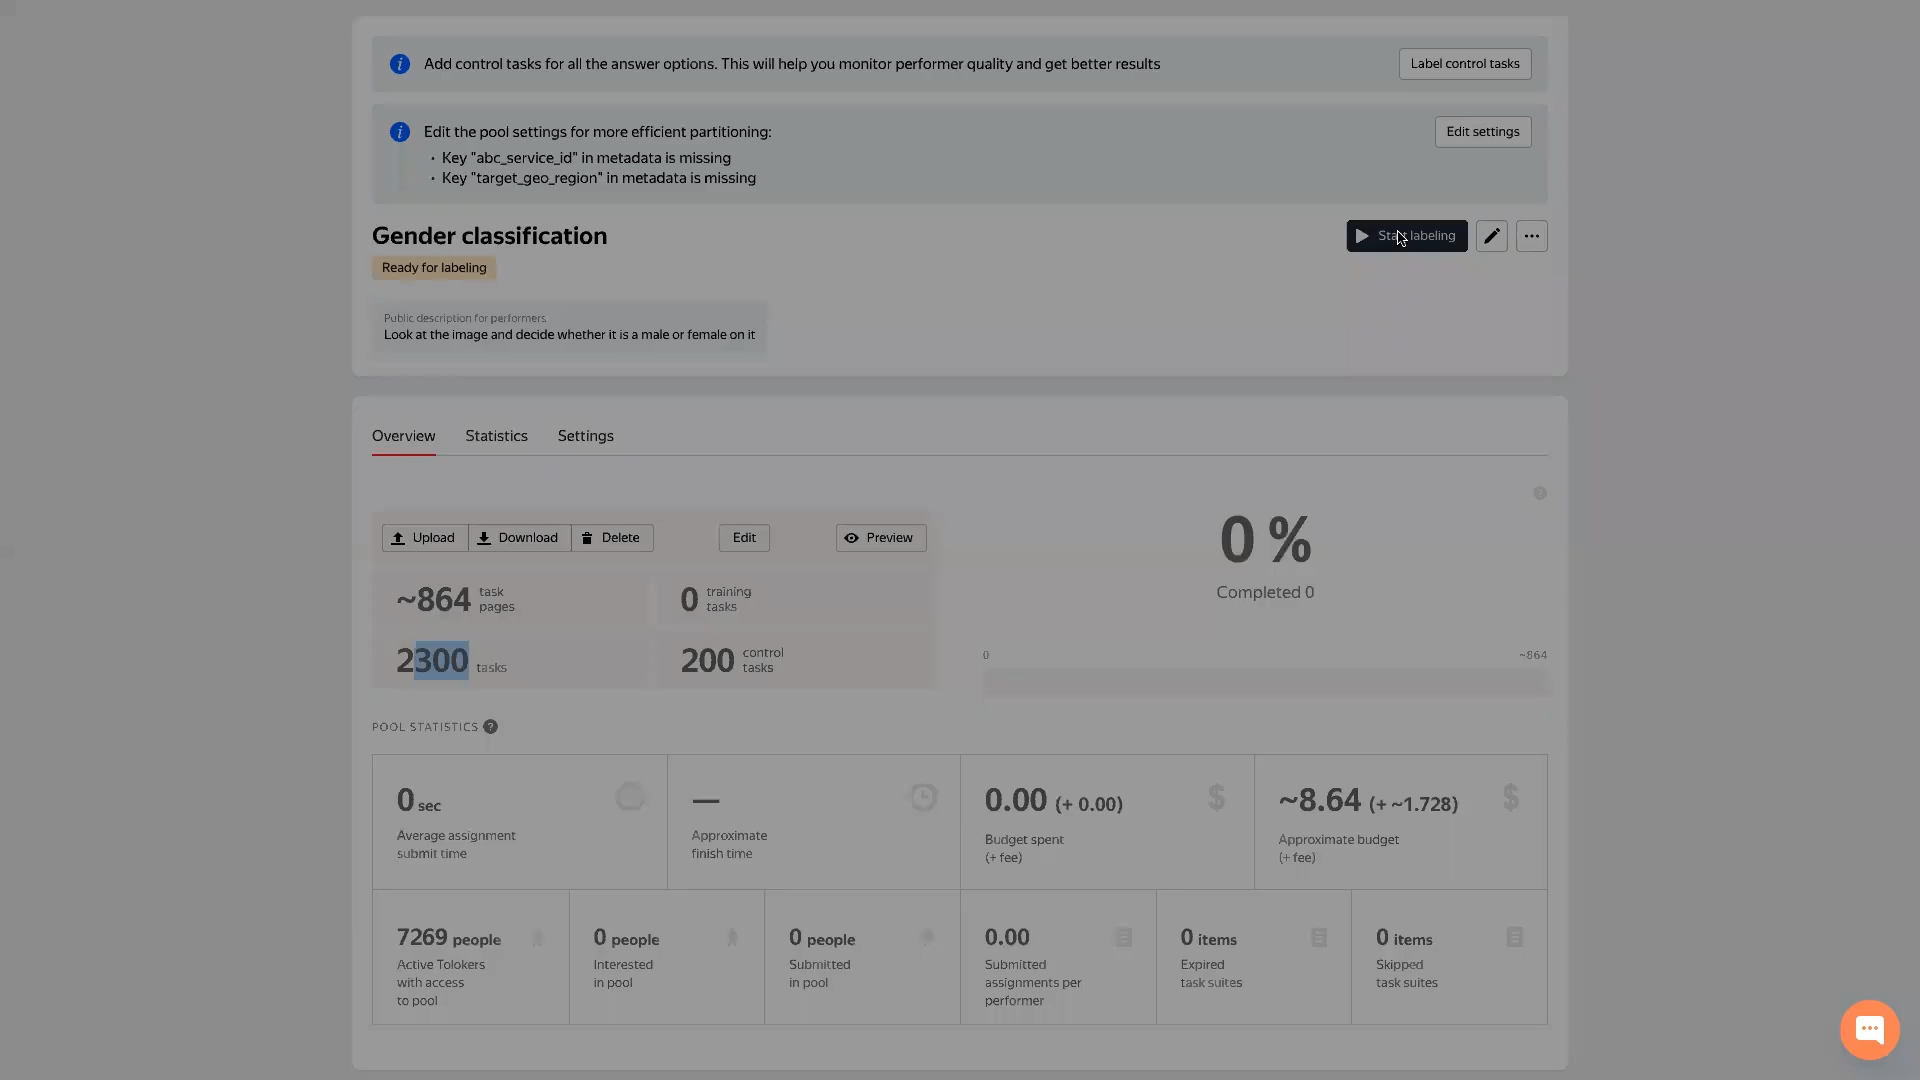 Add control tasks for all the answer options. This will help you monitor performer quality and get better results
Label control tasks
Edit the pool settings for more efficient partitioning:
Edit settings
· Key "abc_service_id" in metadata is missing
· Key "target_geo_region" in metadata is missing
Gender classification
Start labeling
Ready for labeling
Public description for performers
Look at the image and decide whether it is a male or female on it
Overview Statistics Settings
Upload Download Delete Edit Preview
~864 task pages
0 training tasks
2300 tasks
200 control tasks
0 %
Completed 0
0 ~864
POOL STATISTICS ?
0 sec
Average assignment
submit time
—
Approximate
finish time
0.00 (+ 0.00)
Budget spent
(+ fee)
~8.64 (+ ~1.728)
Approximate budget
(+ fee)
7269 people
Active Tolokers
with access
to pool
0 people
Interested
in pool
0 people
Submitted
in pool
0.00
Submitted
assignments per
performer
0 items
Expired
task suites
0 items
Skipped
task suites